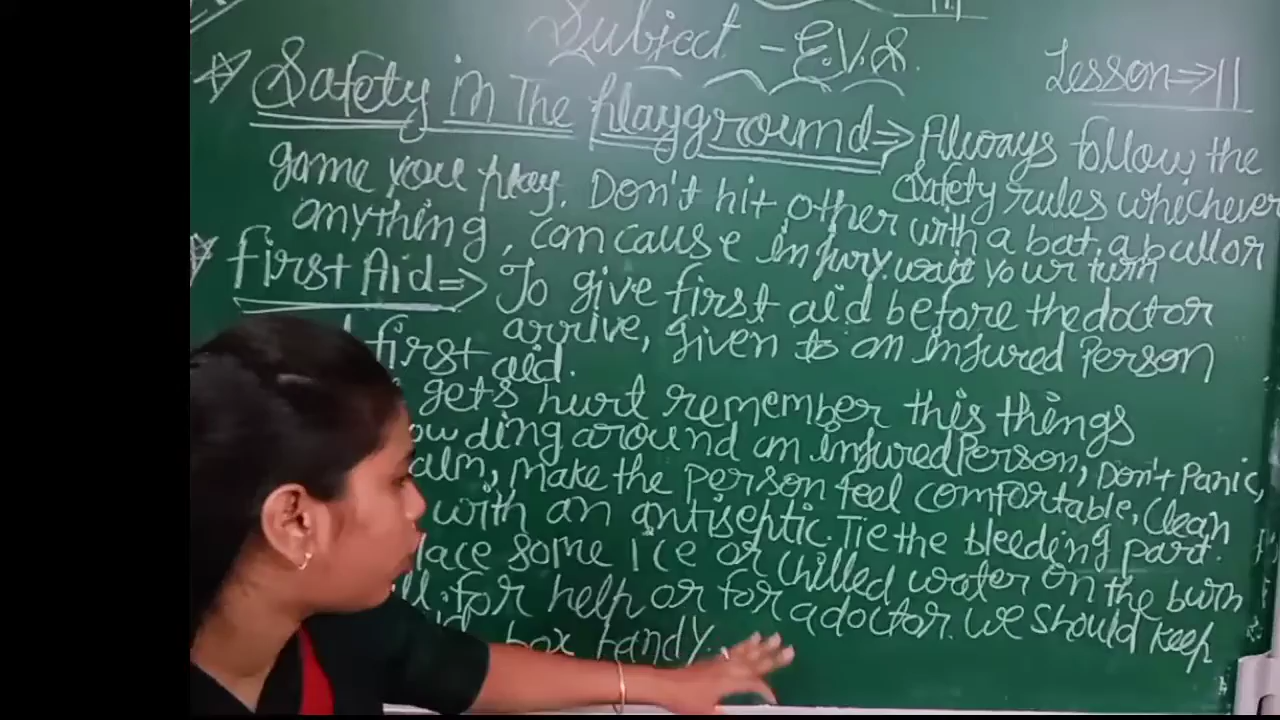 Subject - E.V.S.
Lesson => 11
Safety in The playground => Always follow the
safety rules whichever
game you play. Don't hit other with a bat, a ball or
anything, can cause injury. wait your turn
first Aid => To give first aid before the doctor
arrive, given to an injured Person
first aid.
gets hurt remember this things
owding around an injured Person, Don't Panic,
alm, make the person feel comfortable, Clean
with an antiseptic. Tie the bleeding part.
lace some ice or chilled water on the burn
ll for help or for a doctor. we should keep
box handy.